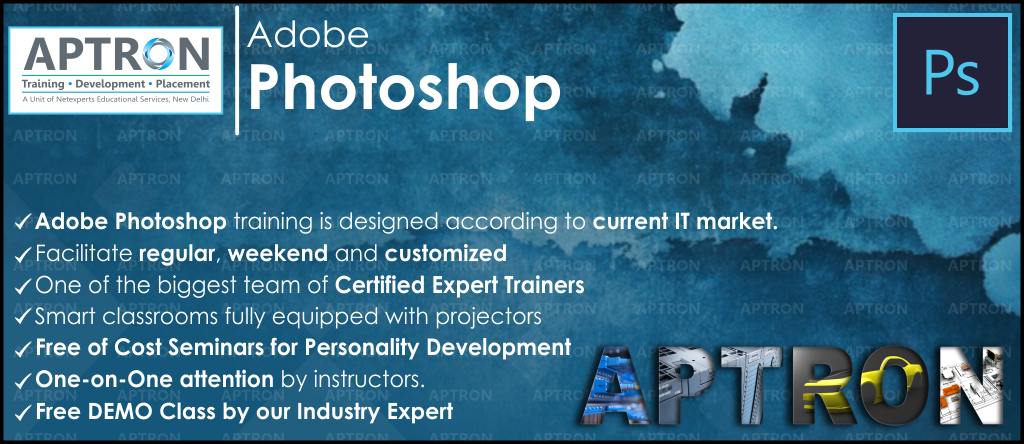 APTRON
Training • Development • Placement
A Unit of Netexperts Educational Services, New Delhi.
Adobe
Photoshop
Ps
✓ Adobe Photoshop training is designed according to current IT market.
✓ Facilitate regular, weekend and customized
✓ One of the biggest team of Certified Expert Trainers
✓ Smart classrooms fully equipped with projectors
✓ Free of Cost Seminars for Personality Development
✓ One-on-One attention by instructors.
✓ Free DEMO Class by our Industry Expert
APTRON